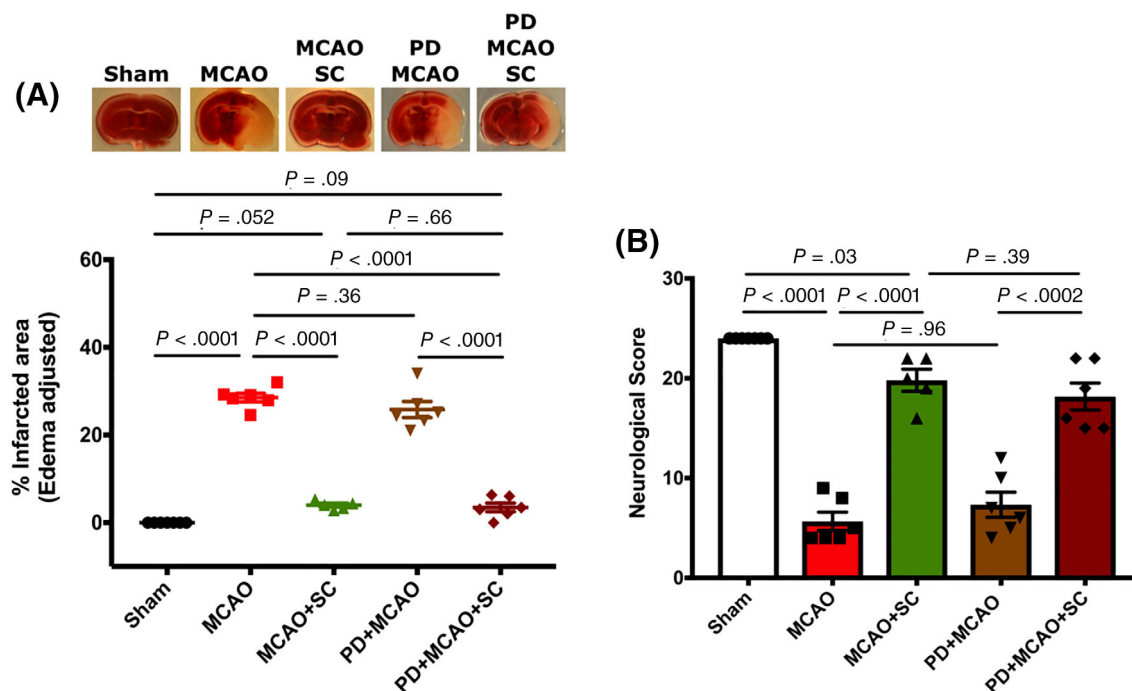 (A)
Sham
MCAO
MCAO
SC
PD
MCAO
PD
MCAO
SC
P = .09
P = .052
P = .66
P < .0001
P = .36
P < .0001
P < .0001
P < .0001
% Infarcted area
(Edema adjusted)
60
40
20
0
Sham
MCAO
MCAO+SC
PD+MCAO
PD+MCAO+SC
(B)
P = .03
P = .39
P < .0001
P < .0001
P < .0002
P = .96
Neurological Score
30
20
10
0
Sham
MCAO
MCAO+SC
PD+MCAO
PD+MCAO+SC